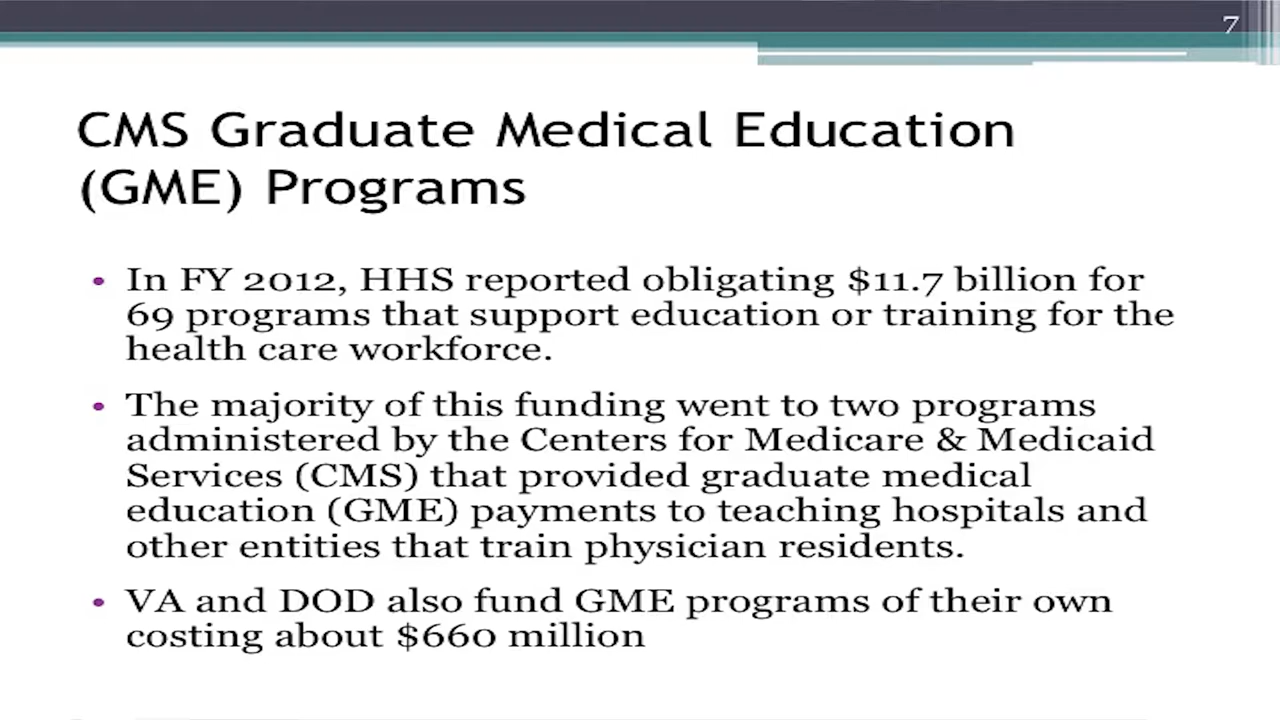 7
CMS Graduate Medical Education
(GME) Programs
• In FY 2012, HHS reported obligating $11.7 billion for
69 programs that support education or training for the
health care workforce.
• The majority of this funding went to two programs
administered by the Centers for Medicare & Medicaid
Services (CMS) that provided graduate medical
education (GME) payments to teaching hospitals and
other entities that train physician residents.
• VA and DOD also fund GME programs of their own
costing about $660 million